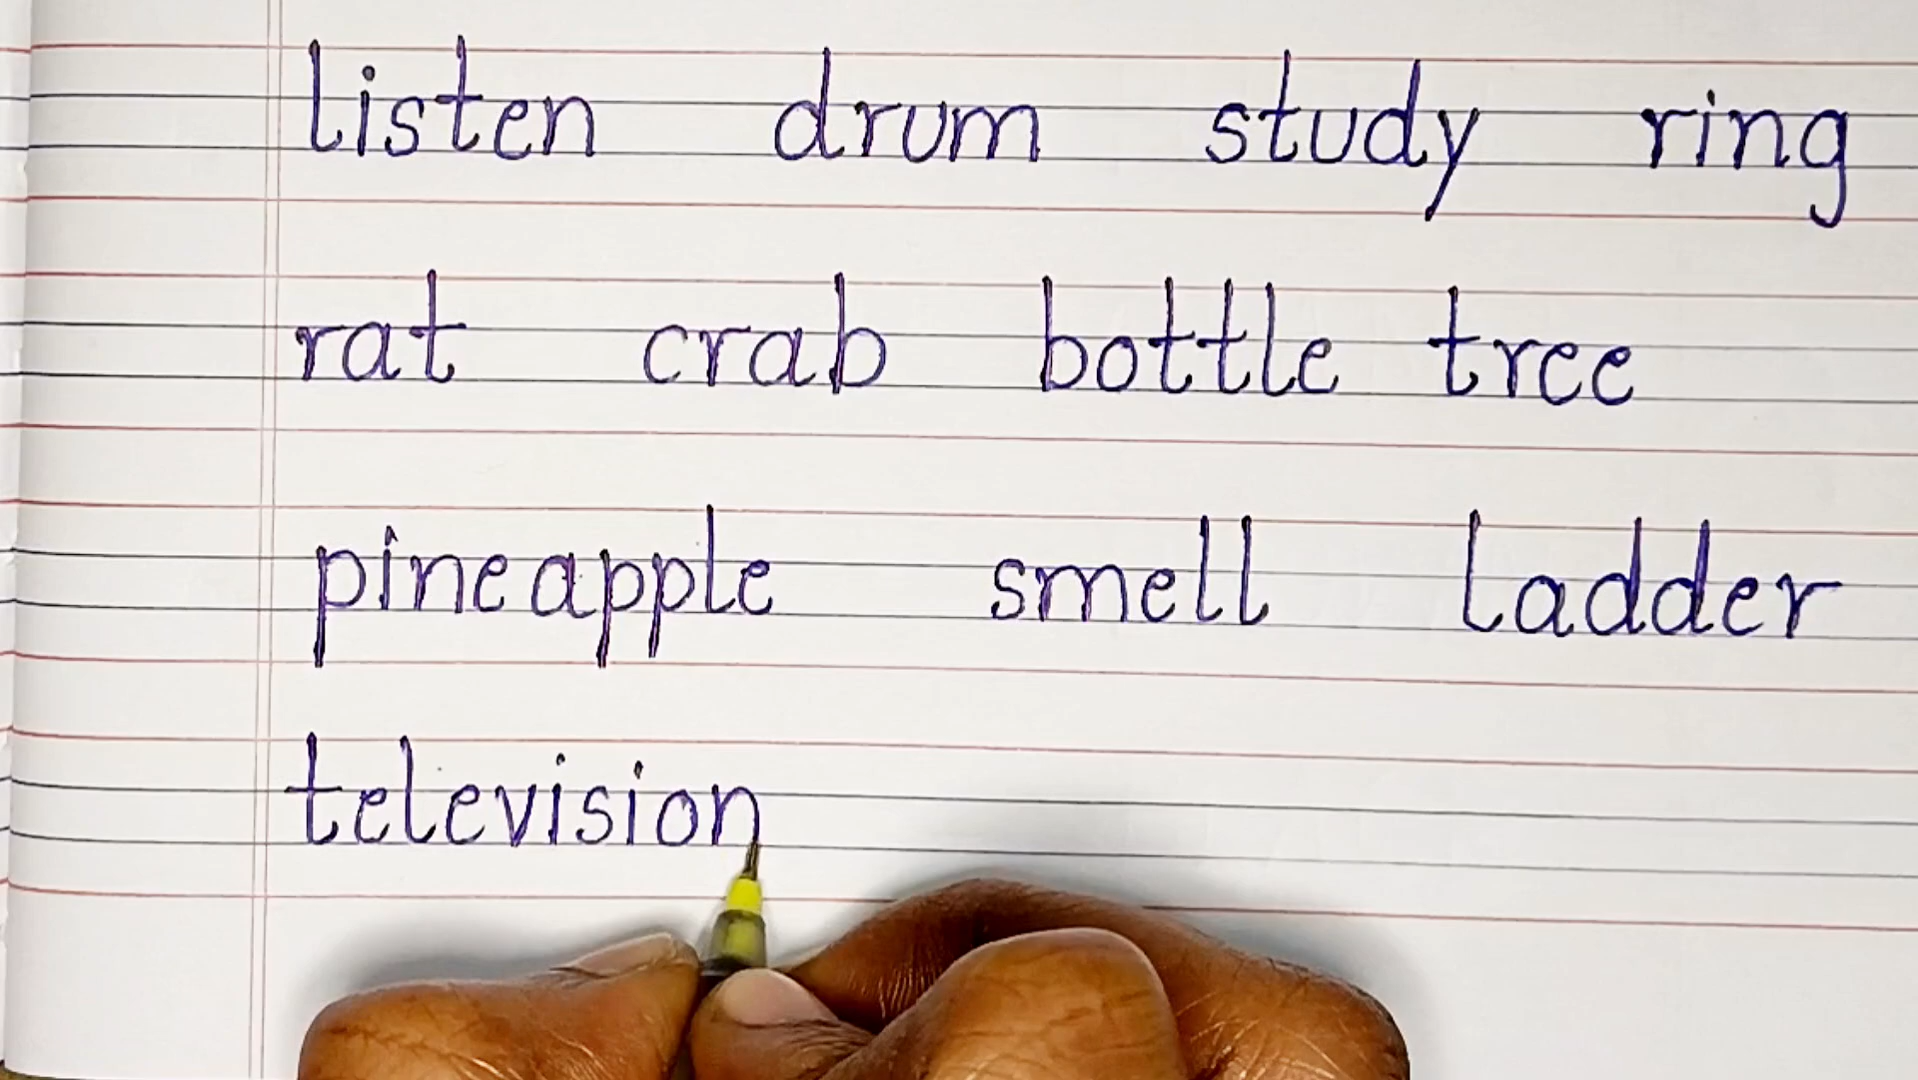 listen drum study ring
rat crab bottle tree
pineapple smell ladder
television